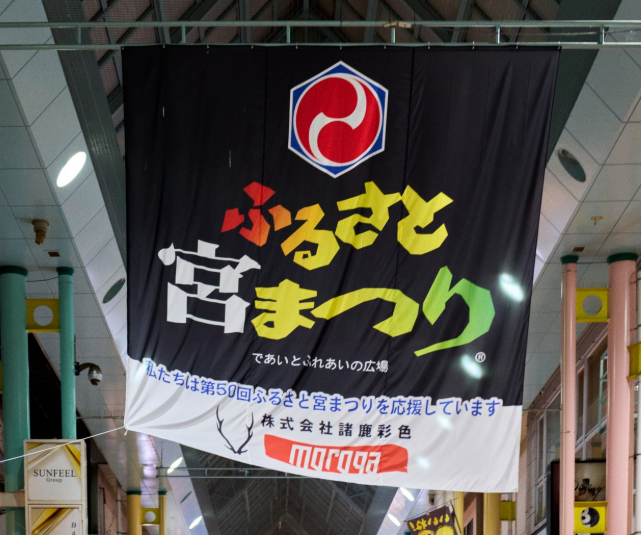 ふるさと
宮まつり
®
であいとふれあいの広場
私たちは第50回ふるさと宮まつりを応援しています
株式会社諸鹿彩色
moroqa
SUNFEEL
Group